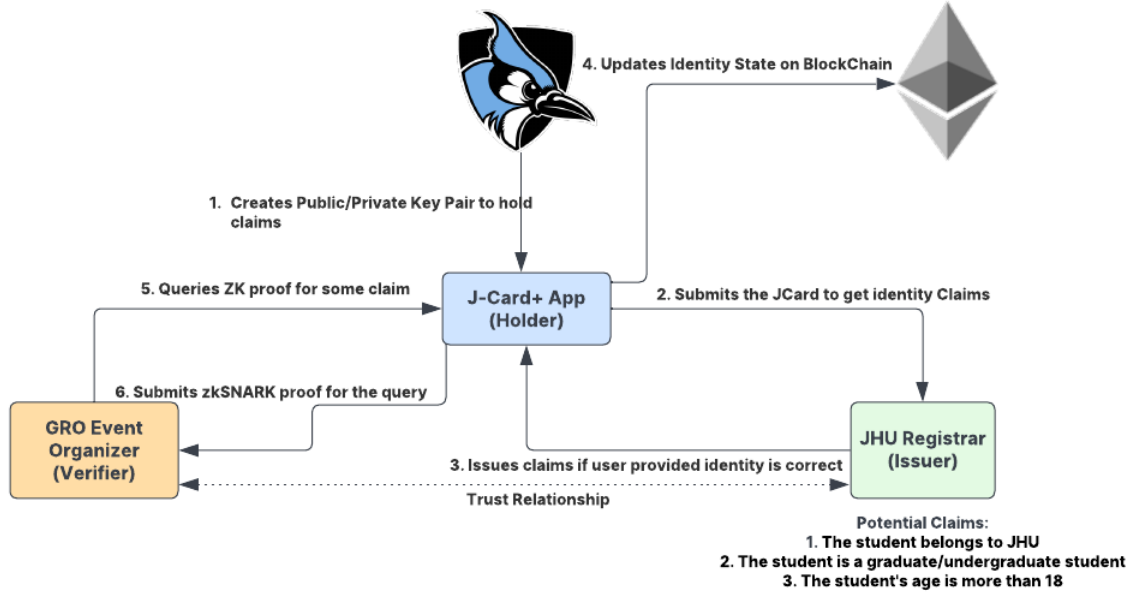 4. Updates Identity State on BlockChain
1. Creates Public/Private Key Pair to hold
claims
5. Queries ZK proof for some claim
J-Card+ App
(Holder)
2. Submits the JCard to get identity Claims
6. Submits zkSNARK proof for the query
GRO Event
Organizer
(Verifier)
JHU Registrar
(Issuer)
3. Issues claims if user provided identity is correct
Trust Relationship
Potential Claims:
1. The student belongs to JHU
2. The student is a graduate/undergraduate student
3. The student's age is more than 18